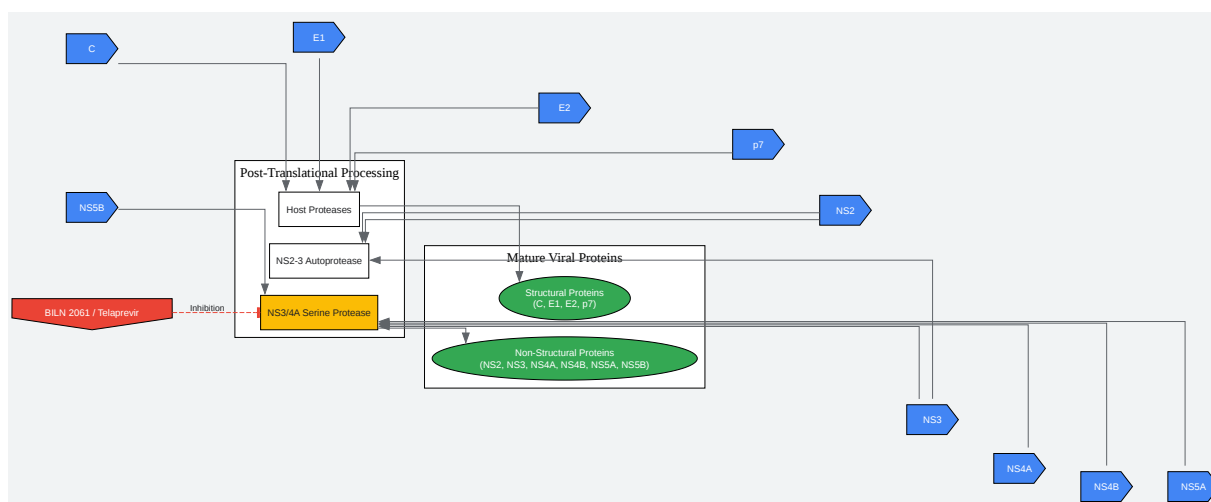 E1
C
E2
p7
Post-Translational Processing
NS5B
Host Proteases
NS2
NS2-3 Autoprotease
Mature Viral Proteins
Structural Proteins
(C, E1, E2, p7)
BILN 2061 / Telaprevir
Inhibition
NS3/4A Serine Protease
Non-Structural Proteins
(NS2, NS3, NS4A, NS4B, NS5A, NS5B)
NS3
NS4A
NS4B
NS5A